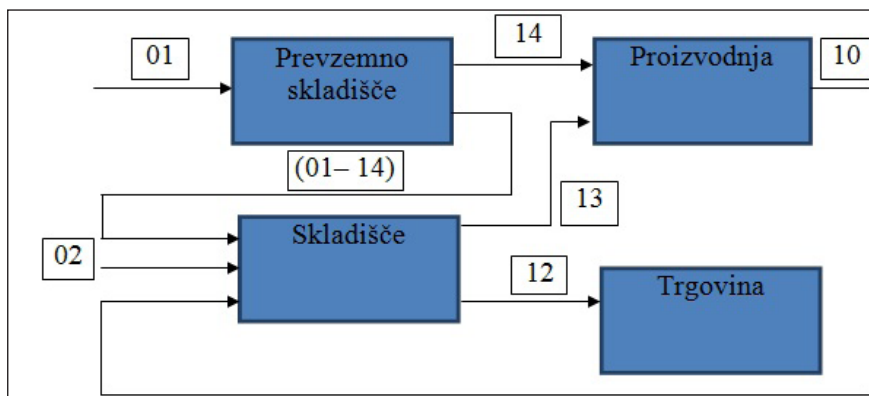 01
Prevzemno
skladišče
14
Proizvodnja
10
(01– 14)
13
02
Skladišče
12
Trgovina